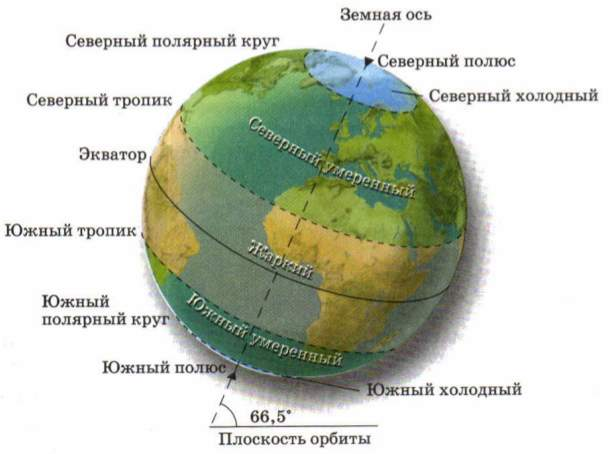 Земная ось
Северный полярный круг
Северный полюс
Северный тропик
Северный холодный
Северный умеренный
Экватор
Южный тропик
Жаркий
Южный
полярный круг
Южный умеренный
Южный полюс
Южный холодный
66,5°
Плоскость орбиты